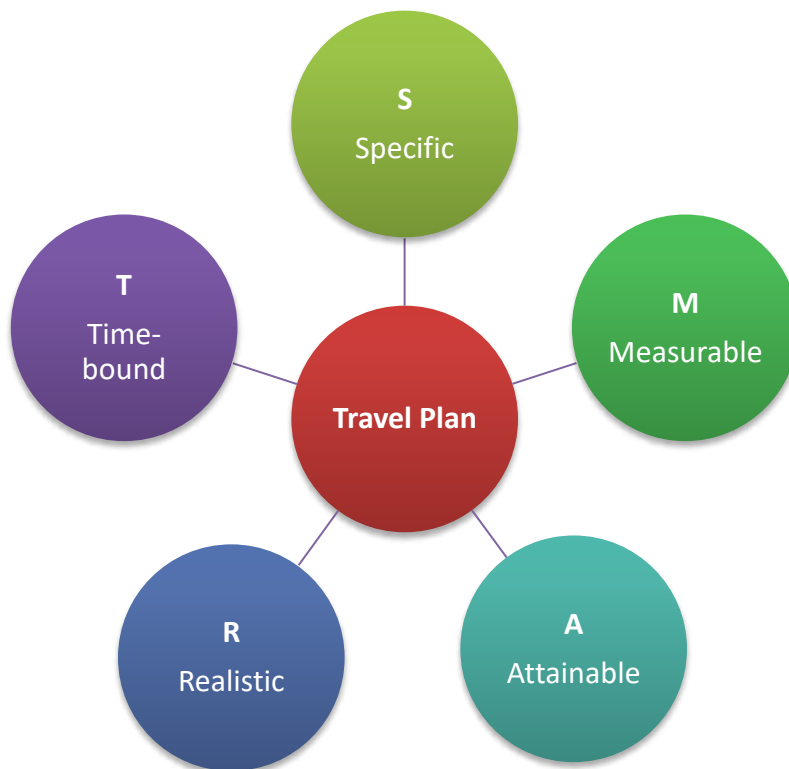 S
Specific
M
Measurable
A
Attainable
R
Realistic
T
Time-
bound
Travel Plan